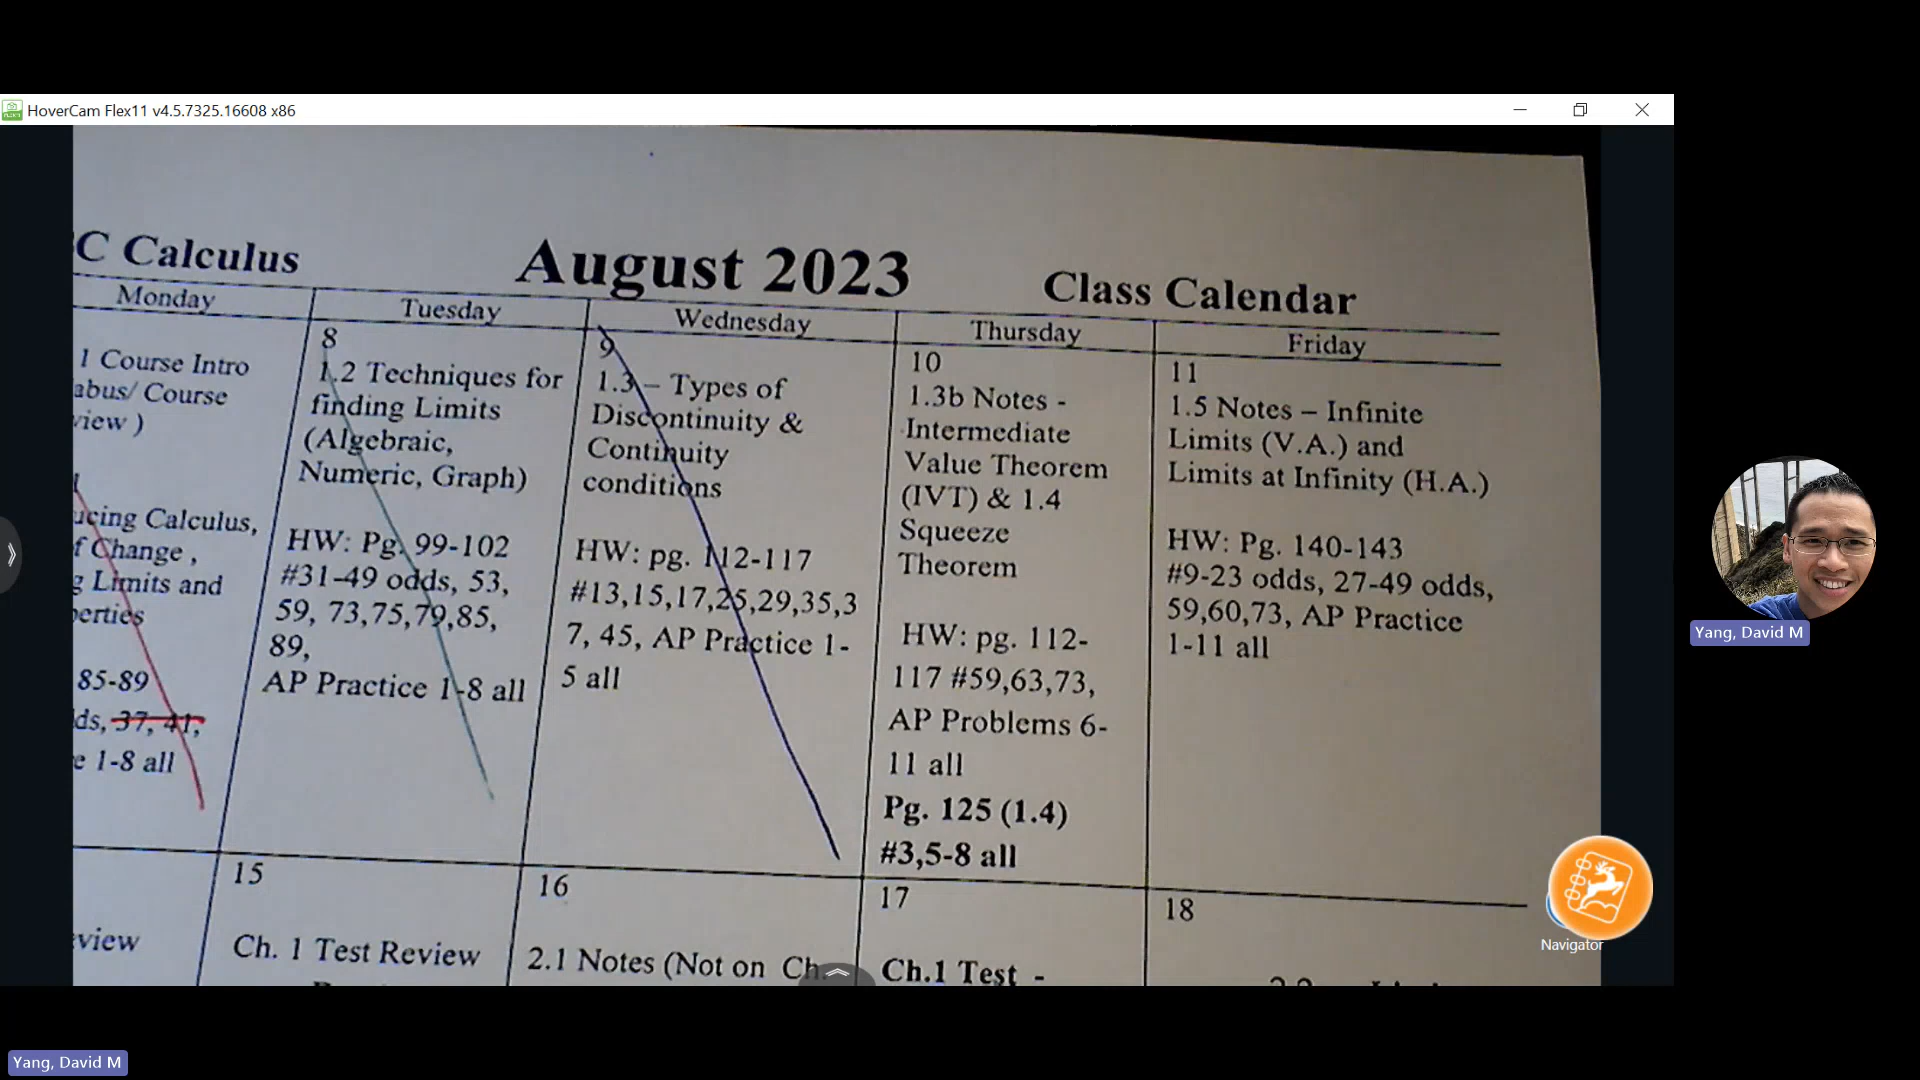 HoverCam Flex11 v4.5.7325.16608 x86
C Calculus
August 2023
Class Calendar
Monday
Tuesday
Wednesday
Thursday
Friday
1 Course Intro
abus/ Course
view )
ucing Calculus,
f Change ,
g Limits and
perties
85-89
ds, 37, 41,
e 1-8 all
8
1.2 Techniques for
finding Limits
(Algebraic,
Numeric, Graph)
HW: Pg. 99-102
#31-49 odds, 53,
59, 73,75,79,85,
89,
AP Practice 1-8 all
9
1.3 – Types of
Discontinuity &
Continuity
conditions
HW: pg. 112-117
#13,15,17,25,29,35,3
7, 45, AP Practice 1-
5 all
10
1.3b Notes -
Intermediate
Value Theorem
(IVT) & 1.4
Squeeze
Theorem
HW: pg. 112-
117 #59,63,73,
AP Problems 6-
11 all
Pg. 125 (1.4)
#3,5-8 all
11
1.5 Notes – Infinite
Limits (V.A.) and
Limits at Infinity (H.A.)
HW: Pg. 140-143
#9-23 odds, 27-49 odds,
59,60,73, AP Practice
1-11 all
view
15
Ch. 1 Test Review
16
2.1 Notes (Not on Ch.
17
Ch.1 Test -
18
Navigator
Yang, David M
Yang, David M